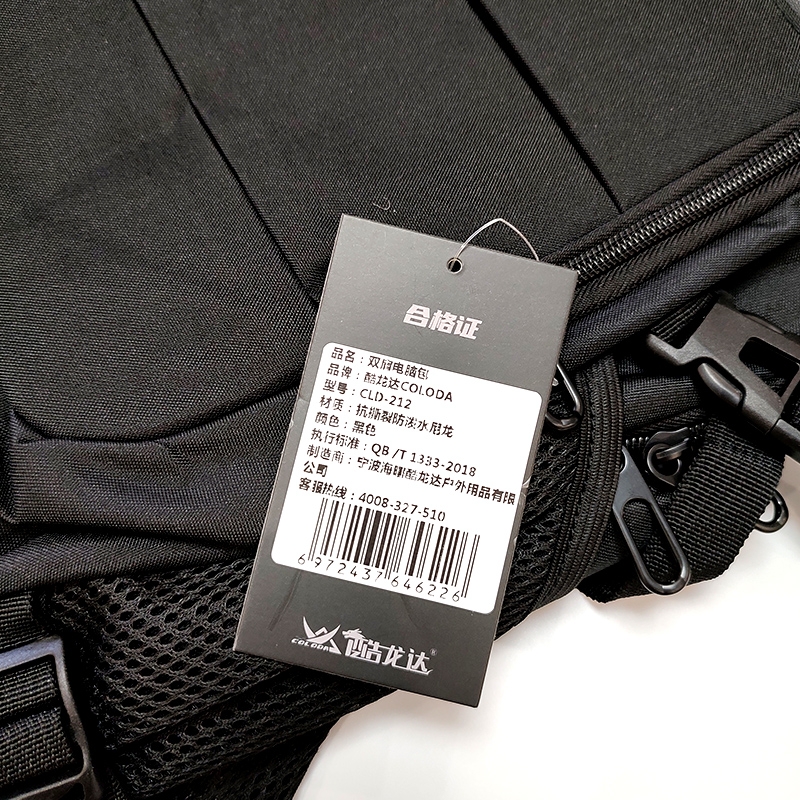 合格证
品名：双肩电脑包
品牌：酷龙达COLODA
型号：CLD-212
材质：抗撕裂防泼水尼龙
颜色：黑色
执行标准：QB/T 1333-2018
制造商：宁波海曙酷龙达户外用品有限
公司
客服热线：4008-327-510
6 972437 646226
COLODA 酷龙达®